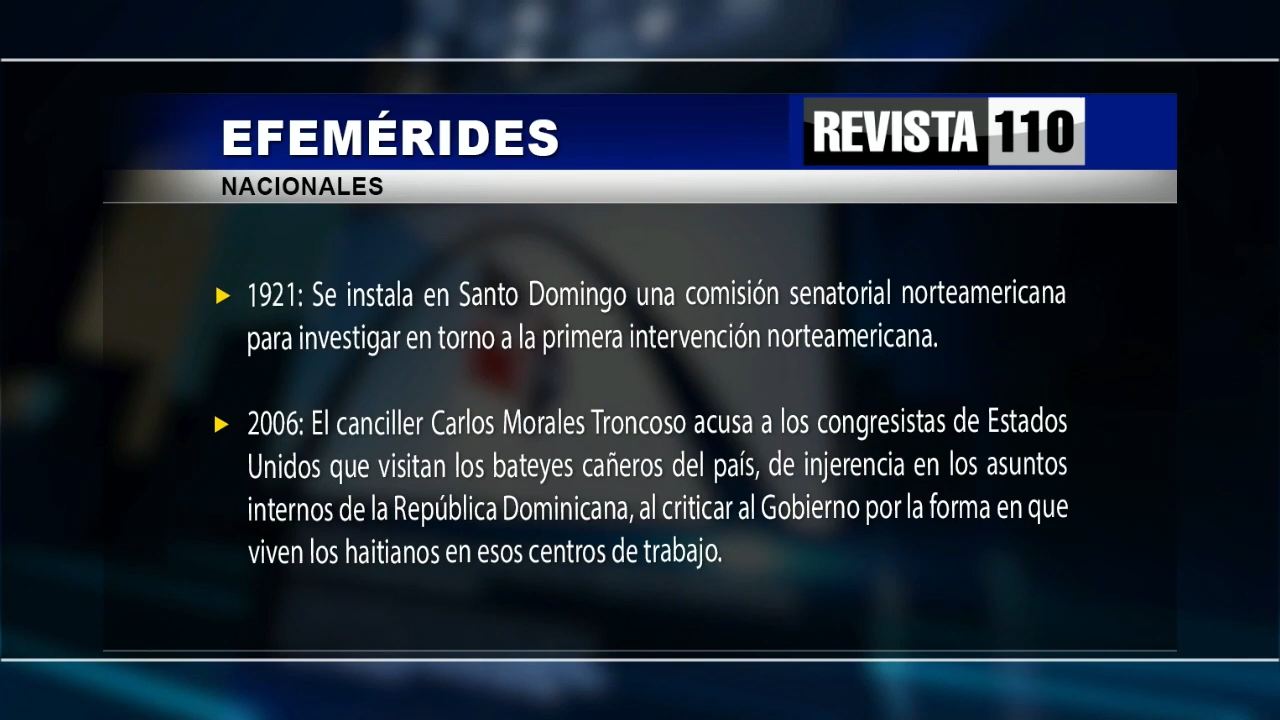 EFEMÉRIDES
REVISTA 110
NACIONALES
1921: Se instala en Santo Domingo una comisión senatorial norteamericana
para investigar en torno a la primera intervención norteamericana.
2006: El canciller Carlos Morales Troncoso acusa a los congresistas de Estados
Unidos que visitan los bateyes cañeros del país, de injerencia en los asuntos
internos de la República Dominicana, al criticar al Gobierno por la forma en que
viven los haitianos en esos centros de trabajo.